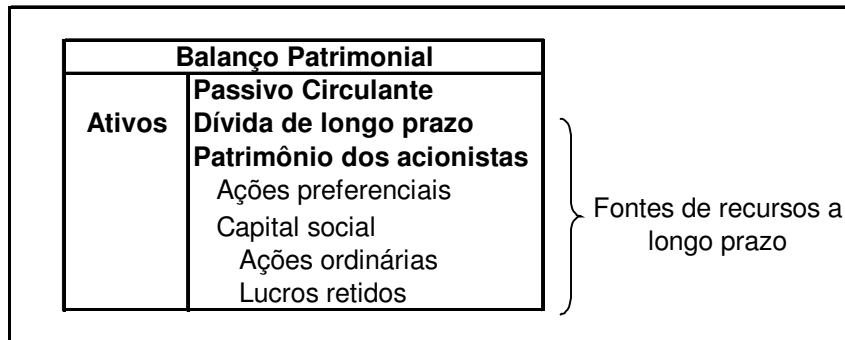 Balanço Patrimonial
Passivo Circulante
Ativos Dívida de longo prazo
Patrimônio dos acionistas
Ações preferenciais
Capital social
Ações ordinárias
Lucros retidos
Fontes de recursos a
longo prazo